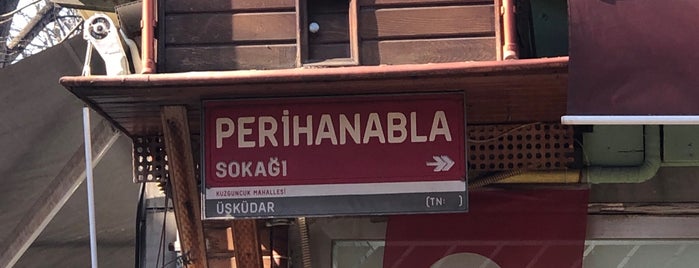 PERİHANABLA
SOKAĞI
KUZGUNCUK MAHALLESİ
ÜSKÜDAR (TN: )